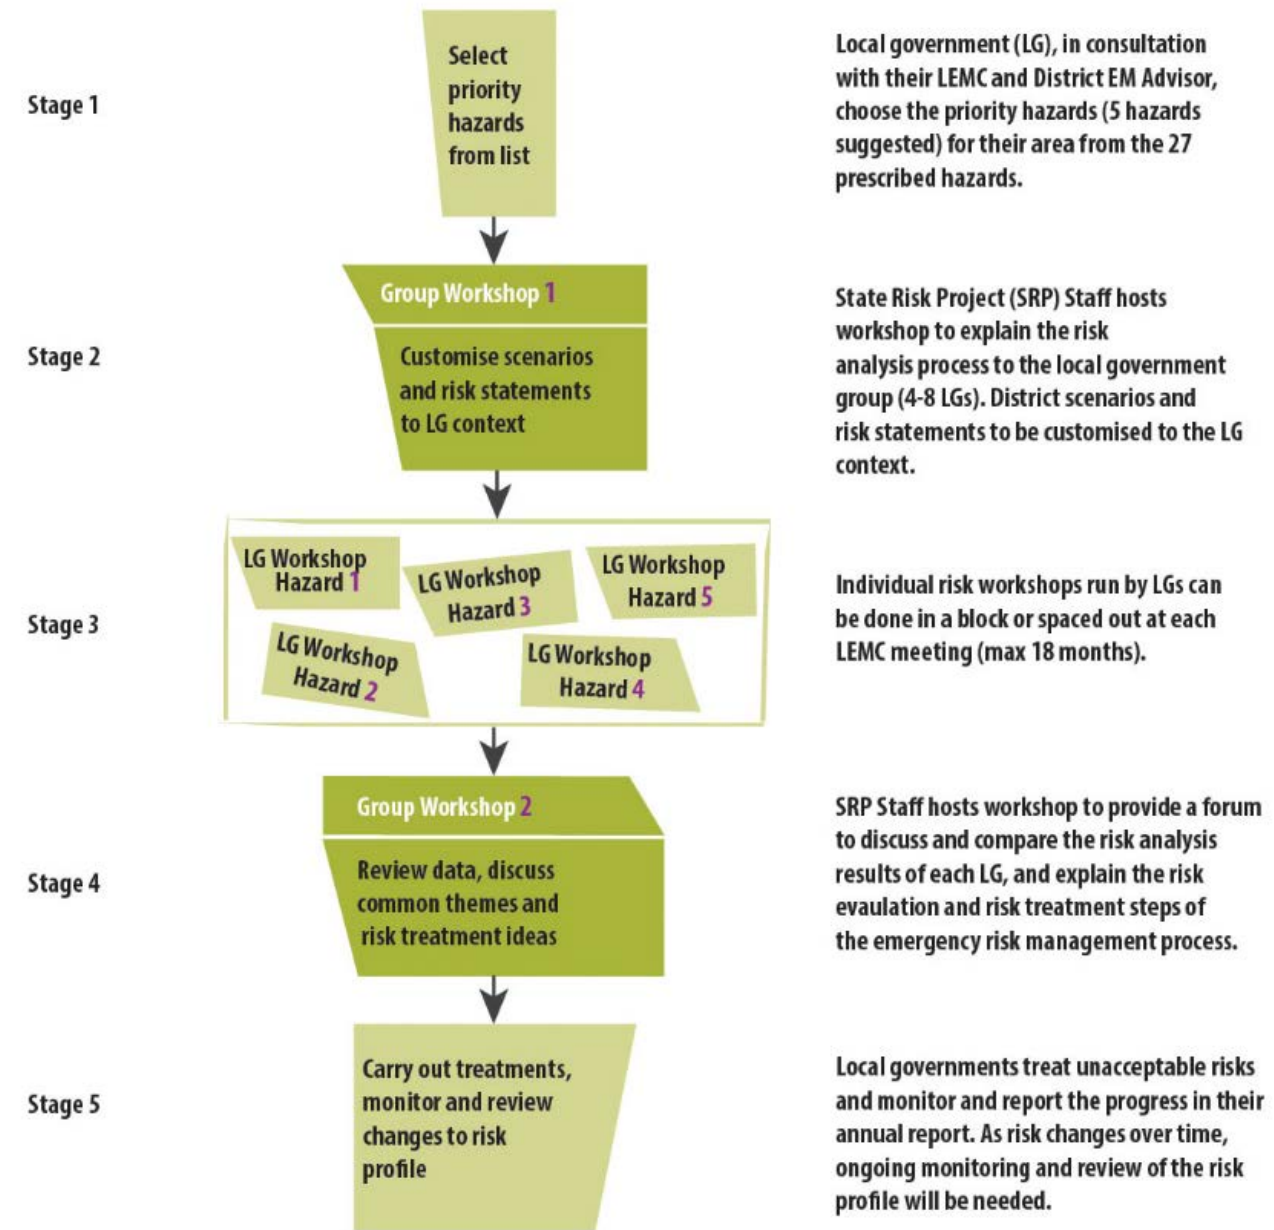 Stage 1
Select
priority
hazards
from list
Local government (LG), in consultation
with their LEMC and District EM Advisor,
choose the priority hazards (5 hazards
suggested) for their area from the 27
prescribed hazards.
Stage 2
Group Workshop 1
Customise scenarios
and risk statements
to LG context
State Risk Project (SRP) Staff hosts
workshop to explain the risk
analysis process to the local government
group (4-8 LGs). District scenarios and
risk statements to be customised to the LG
context.
Stage 3
LG Workshop
Hazard 1
LG Workshop
Hazard 2
LG Workshop
Hazard 3
LG Workshop
Hazard 4
LG Workshop
Hazard 5
Individual risk workshops run by LGs can
be done in a block or spaced out at each
LEMC meeting (max 18 months).
Stage 4
Group Workshop 2
Review data, discuss
common themes and
risk treatment ideas
SRP Staff hosts workshop to provide a forum
to discuss and compare the risk analysis
results of each LG, and explain the risk
evaulation and risk treatment steps of
the emergency risk management process.
Stage 5
Carry out treatments,
monitor and review
changes to risk
profile
Local governments treat unacceptable risks
and monitor and report the progress in their
annual report. As risk changes over time,
ongoing monitoring and review of the risk
profile will be needed.